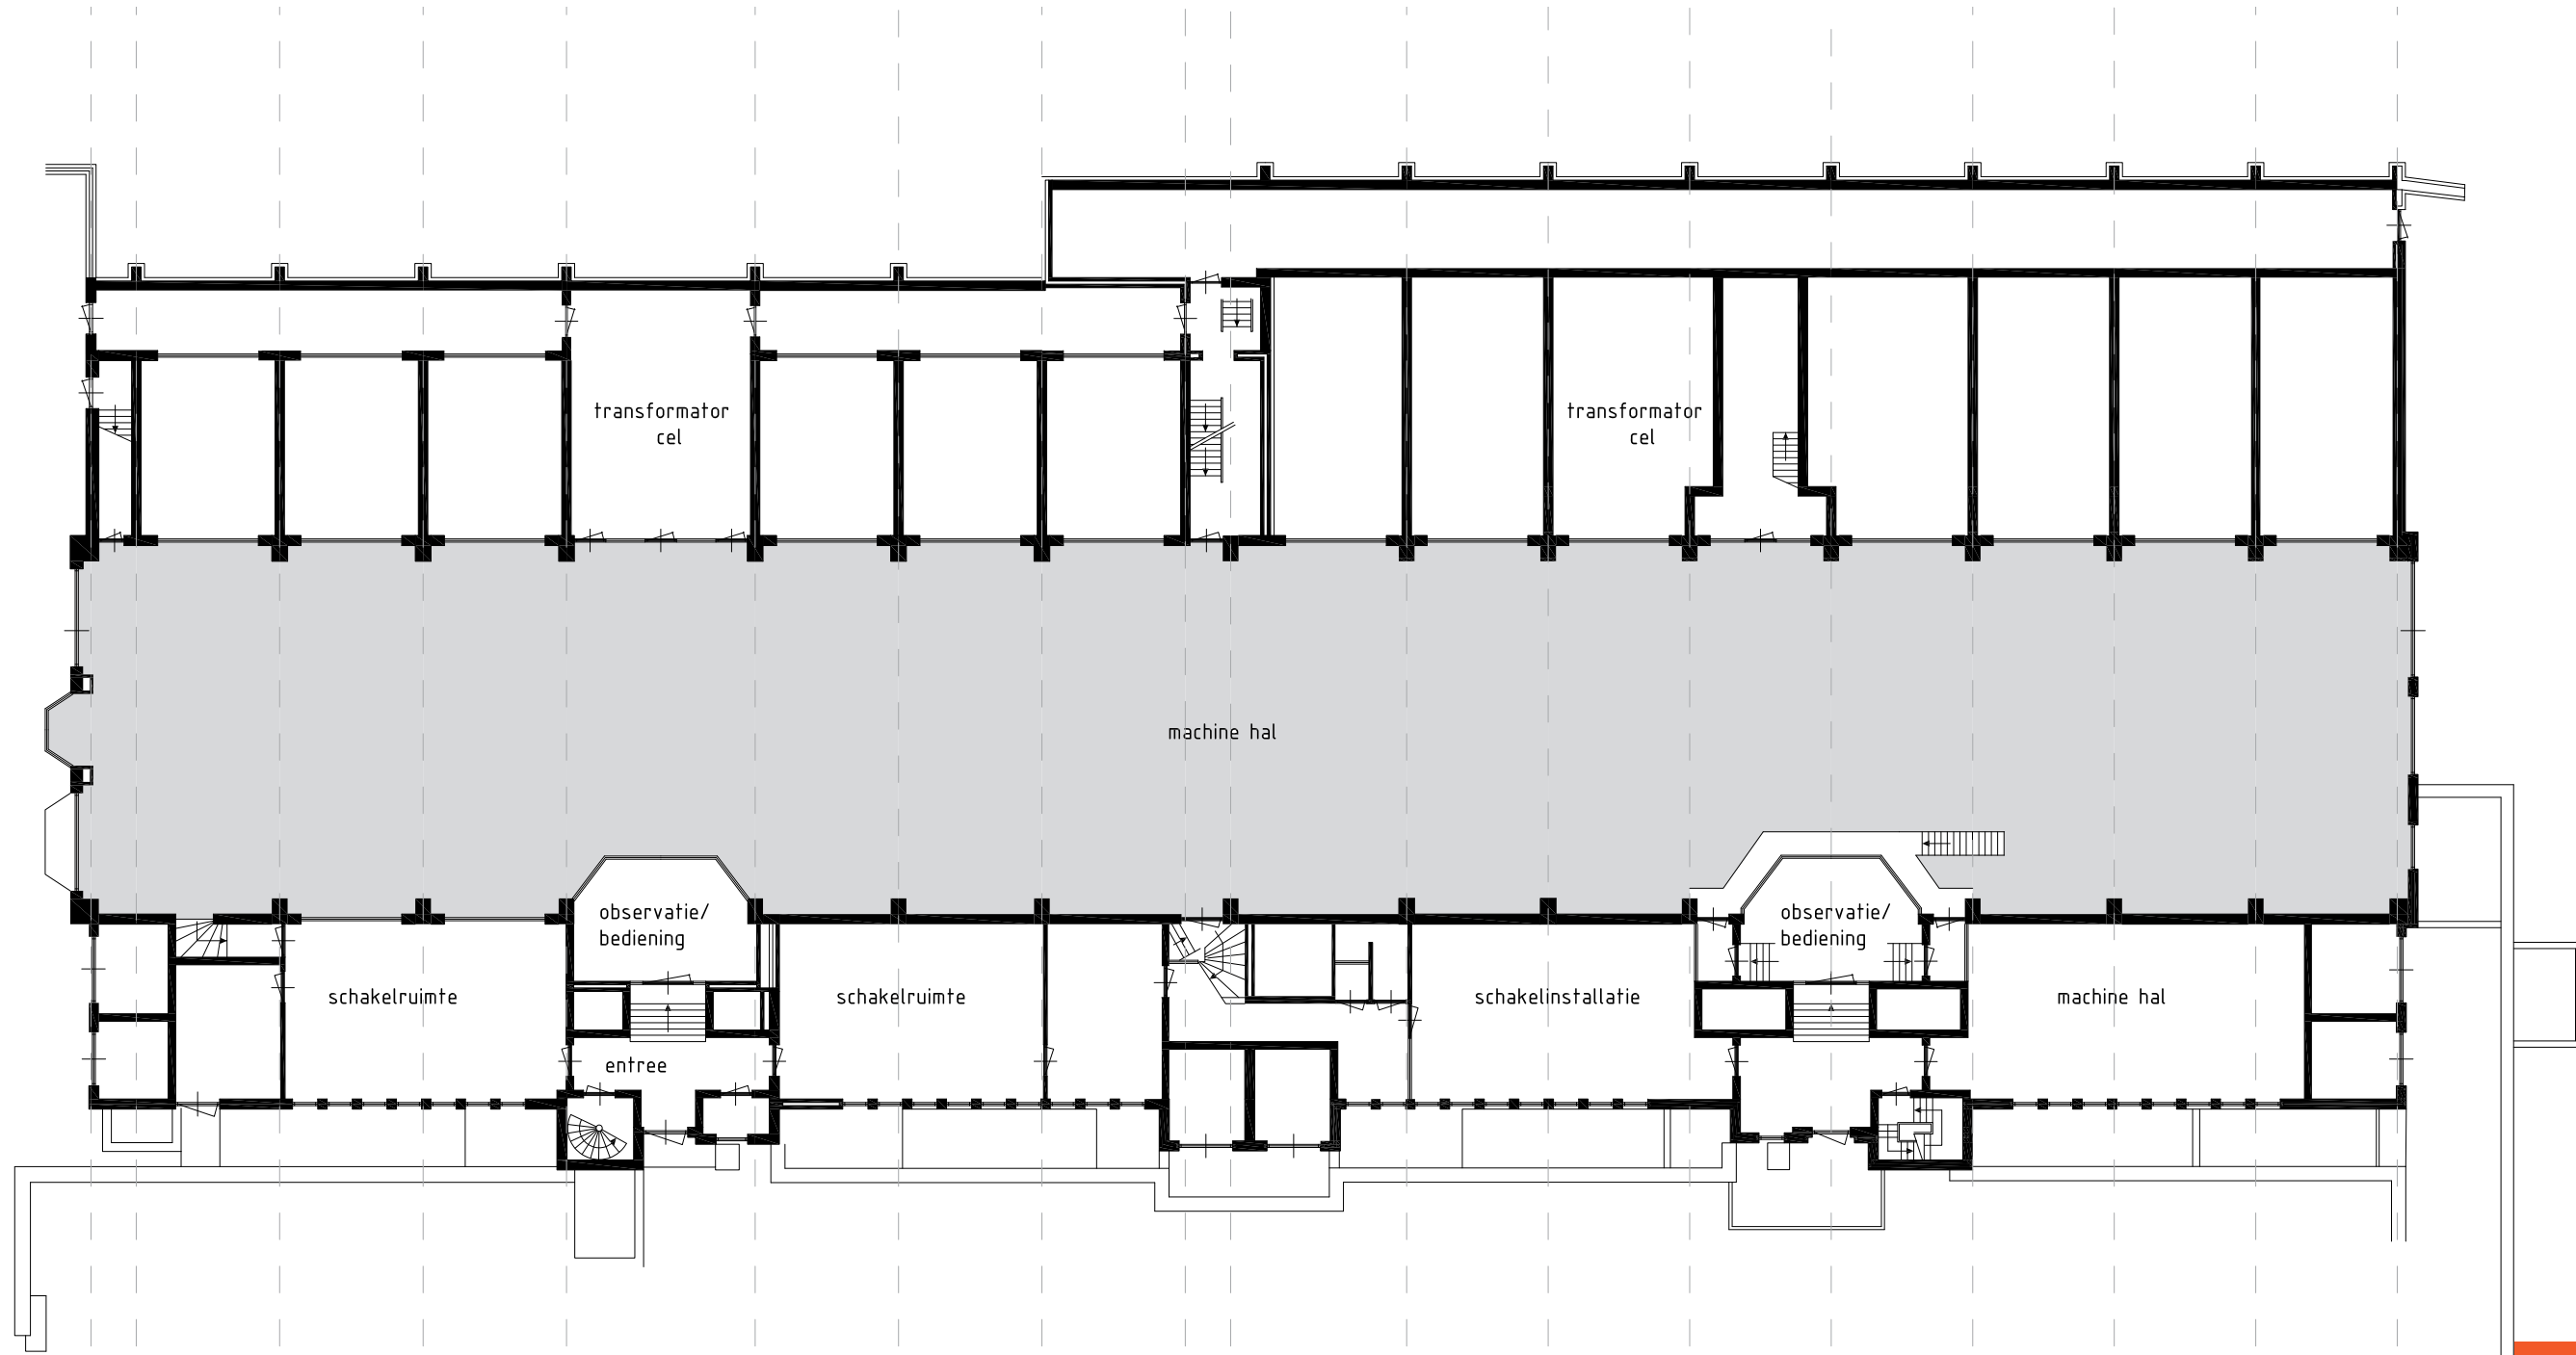 transformator
cel
transformator
cel
machine hal
observatie/
bediening
observatie/
bediening
schakelruimte
schakelruimte
schakelinstallatie
machine hal
entree